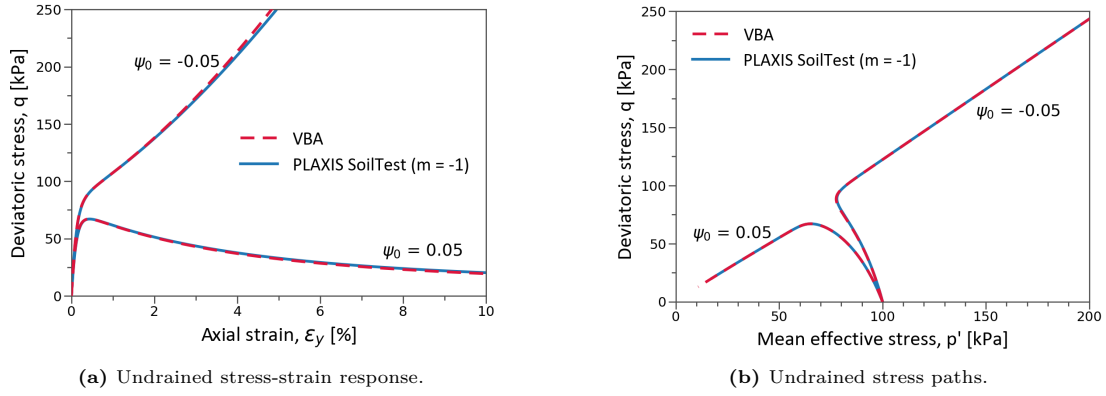 250
200
150
100
50
0
0
2
4
6
8
10
Deviatoric stress, q [kPa]
Axial strain, εy [%]
ψ0 = -0.05
VBA
PLAXIS SoilTest (m = -1)
ψ0 = 0.05
(a) Undrained stress-strain response.
250
200
150
100
50
0
0
50
100
150
200
Deviatoric stress, q [kPa]
Mean effective stress, p' [kPa]
VBA
PLAXIS SoilTest (m = -1)
ψ0 = -0.05
ψ0 = 0.05
(b) Undrained stress paths.